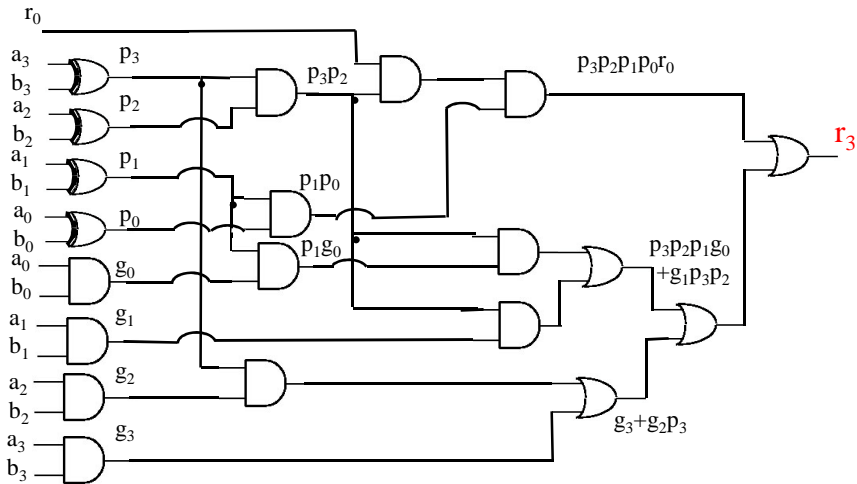 r0
a3
p3
b3
p3p2
p3p2p1p0r0
a2
p2
b2
r3
a1
p1
b1
p1p0
a0
p0
b0
p1g0
p3p2p1g0
+g1p3p2
a0
g0
b0
a1
g1
b1
a2
g2
b2
g3+g2p3
a3
g3
b3